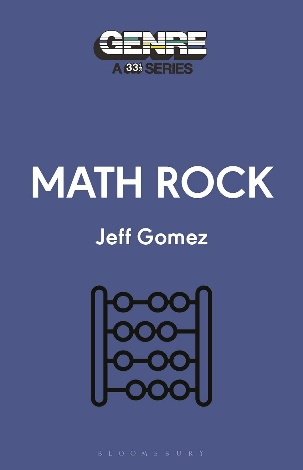 GENRE
A 33⅓ SERIES
MATH ROCK
Jeff Gomez
BLOOMSBURY